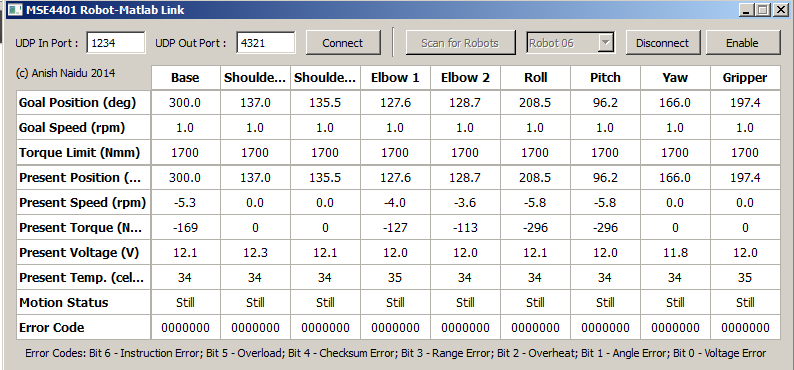 MSE4401 Robot-Matlab Link
UDP In Port : 1234 UDP Out Port : 4321 Connect Scan for Robots Robot 06 Disconnect Enable
(c) Anish Naidu 2014 Base Shoulde... Shoulde... Elbow 1 Elbow 2 Roll Pitch Yaw Gripper
Goal Position (deg) 300.0 137.0 135.5 127.6 128.7 208.5 96.2 166.0 197.4
Goal Speed (rpm) 1.0 1.0 1.0 1.0 1.0 1.0 1.0 1.0 1.0
Torque Limit (Nmm) 1700 1700 1700 1700 1700 1700 1700 1700 1700
Present Position (... 300.0 137.0 135.5 127.6 128.7 208.5 96.2 166.0 197.4
Present Speed (rpm) -5.3 0.0 0.0 -4.0 -3.6 -5.8 -5.8 0.0 0.0
Present Torque (N... -169 0 0 -127 -113 -296 -296 0 0
Present Voltage (V) 12.1 12.3 12.1 12.0 12.0 12.1 12.0 11.8 12.0
Present Temp. (cel... 34 34 34 35 34 34 34 34 35
Motion Status Still Still Still Still Still Still Still Still Still
Error Code 0000000 0000000 0000000 0000000 0000000 0000000 0000000 0000000 0000000
Error Codes: Bit 6 - Instruction Error; Bit 5 - Overload; Bit 4 - Checksum Error; Bit 3 - Range Error; Bit 2 - Overheat; Bit 1 - Angle Error; Bit 0 - Voltage Error